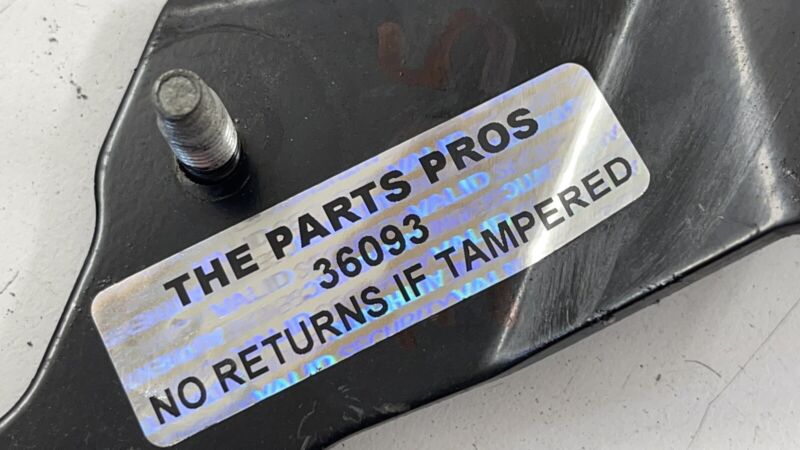 THE PARTS PROS
36093
NO RETURNS IF TAMPERED